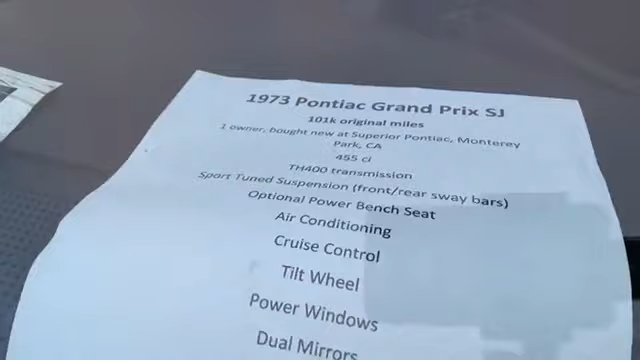 1973 Pontiac Grand Prix SJ
101k original miles
1 owner, bought new at Superior Pontiac, Monterey
Park, CA
455 ci
TH400 transmission
Sport Tuned Suspension (front/rear sway bars)
Optional Power Bench Seat
Air Conditioning
Cruise Control
Tilt Wheel
Power Windows
Dual Mirrors